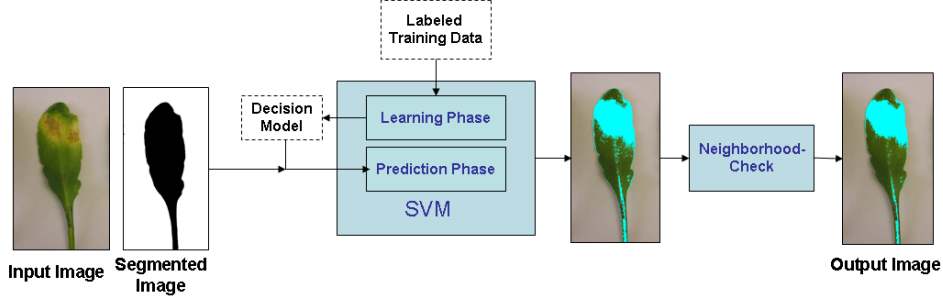 Labeled
Training Data
Decision
Model
Learning Phase
Prediction Phase
SVM
Neighborhood-
Check
Input Image
Segmented
Image
Output Image